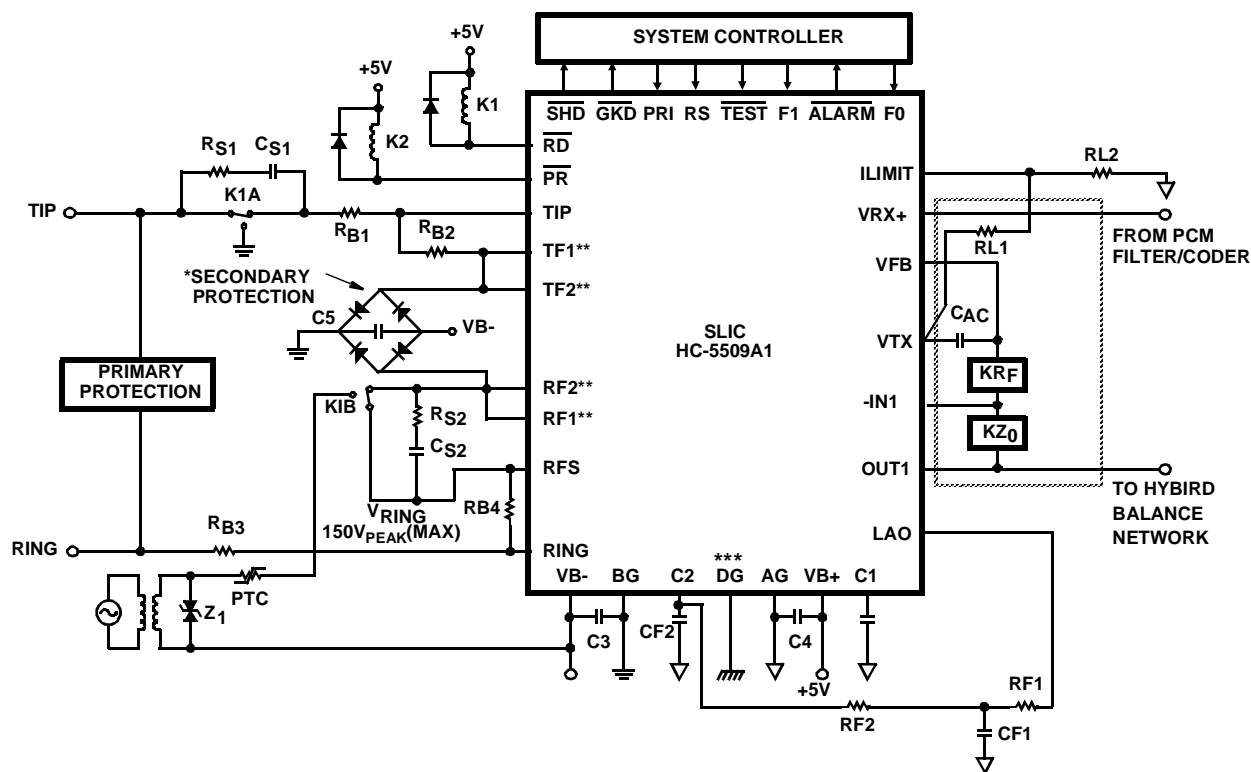 SYSTEM CONTROLLER
+5V
+5V
K1
K2
SHD GKD PRI RS TEST F1 ALARM F0
RD
PR
RS1 CS1
K1A
TIP
RB1
TIP
RB2
TF1**
*SECONDARY
PROTECTION
TF2**
C5
VB-
PRIMARY
PROTECTION
KIB
RF2**
RS2
RF1**
CS2
RFS
VRING
150VPEAK(MAX)
RB4
RB3
RING
RING
PTC
Z1
SLIC
HC-5509A1
ILIMIT
RL2
VRX+
FROM PCM
FILTER/CODER
RL1
VFB
CAC
VTX
KRF
-IN1
KZ0
OUT1
TO HYBIRD
BALANCE
NETWORK
LAO
***
VB- BG C2 DG AG VB+ C1
C3
CF2
C4
+5V
RF2
RF1
CF1